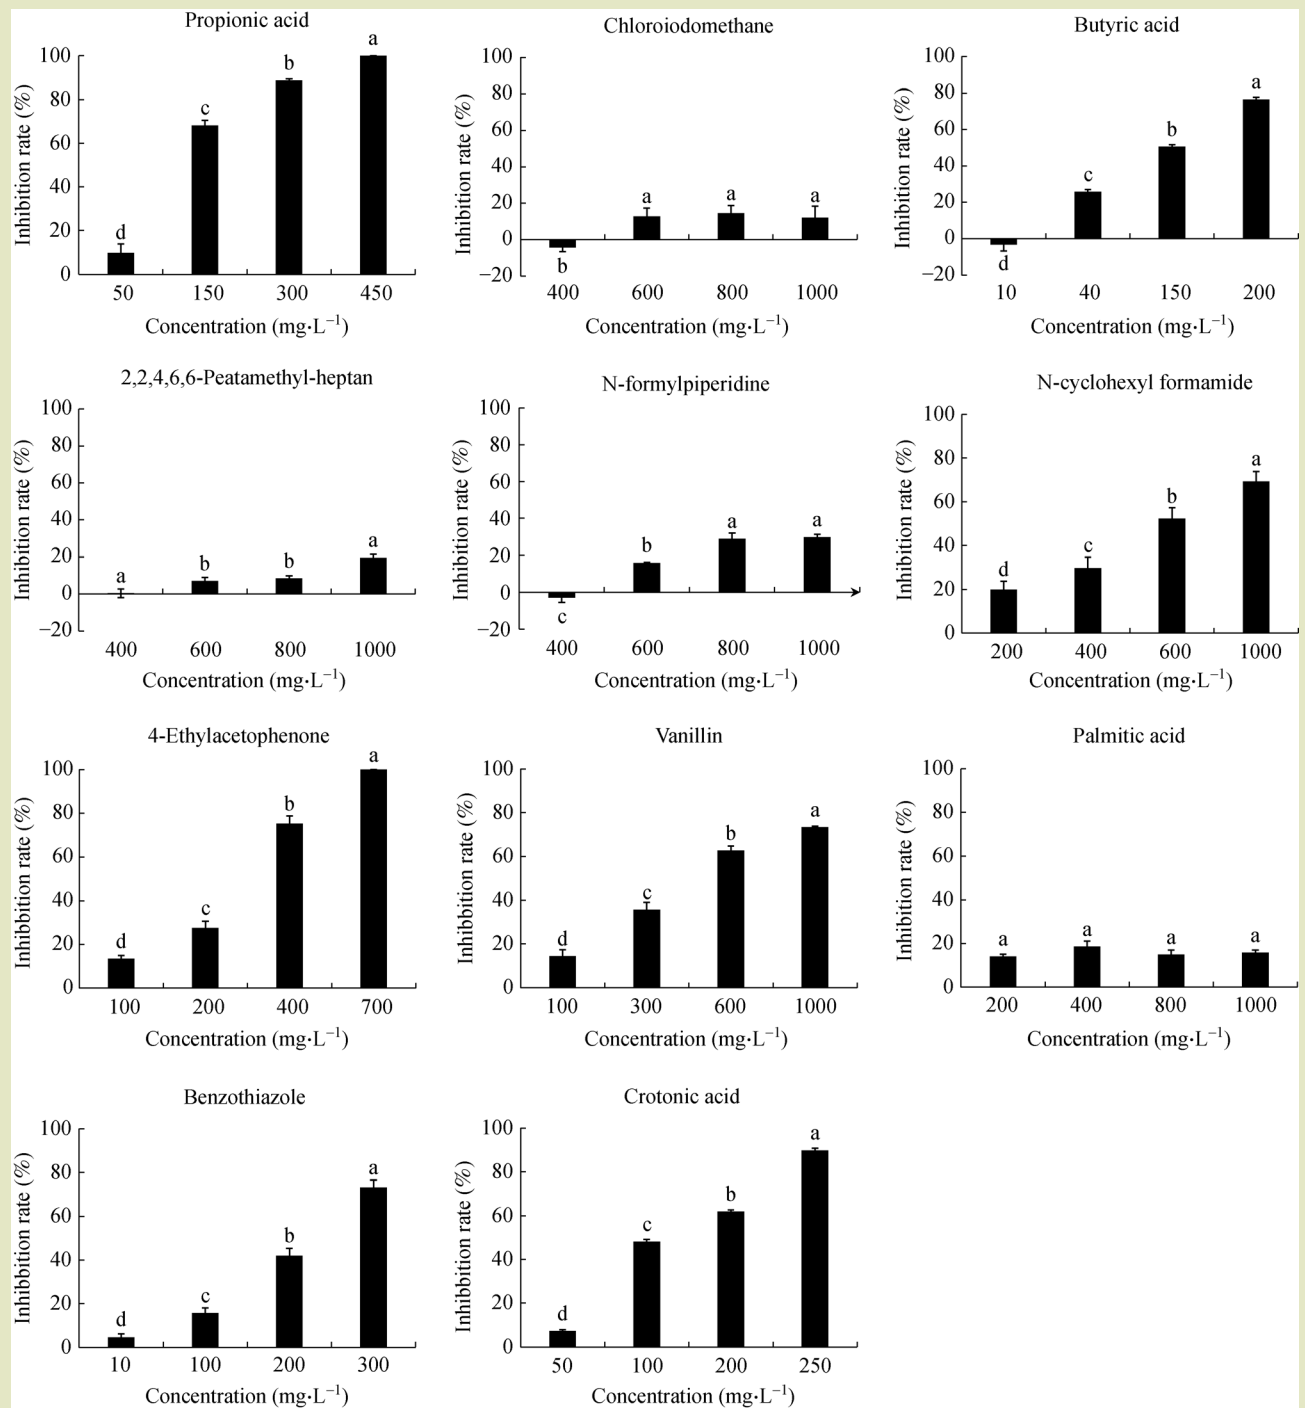 Propionic acid
Inhibition rate (%)
100
80
60
40
20
0
d
c
b
a
50 150 300 450
Concentration (mg·L⁻¹)
Chloroiodomethane
Inhibition rate (%)
100
80
60
40
20
0
−20
b
a
a
a
400 600 800 1000
Concentration (mg·L⁻¹)
Butyric acid
Inhibition rate (%)
100
80
60
40
20
0
−20
d
c
b
a
10 40 150 200
Concentration (mg·L⁻¹)
2,2,4,6,6-Peatamethyl-heptan
Inhibition rate (%)
100
80
60
40
20
0
−20
a
b
b
a
400 600 800 1000
Concentration (mg·L⁻¹)
N-formylpiperidine
Inhibition rate (%)
100
80
60
40
20
0
−20
c
b
a
a
400 600 800 1000
Concentration (mg·L⁻¹)
N-cyclohexyl formamide
Inhibition rate (%)
100
80
60
40
20
0
d
c
b
a
200 400 600 1000
Concentration (mg·L⁻¹)
4-Ethylacetophenone
Inhibbition rate (%)
100
80
60
40
20
0
d
c
b
a
100 200 400 700
Concentration (mg·L⁻¹)
Vanillin
Inhibbition rate (%)
100
80
60
40
20
0
d
c
b
a
100 300 600 1000
Concentration (mg·L⁻¹)
Palmitic acid
Inhibition rate (%)
100
80
60
40
20
0
a
a
a
a
200 400 800 1000
Concentration (mg·L⁻¹)
Benzothiazole
Inhibbition rate (%)
100
80
60
40
20
0
d
c
b
a
10 100 200 300
Concentration (mg·L⁻¹)
Crotonic acid
Inhibbition rate (%)
100
80
60
40
20
0
d
c
b
a
50 100 200 250
Concentration (mg·L⁻¹)